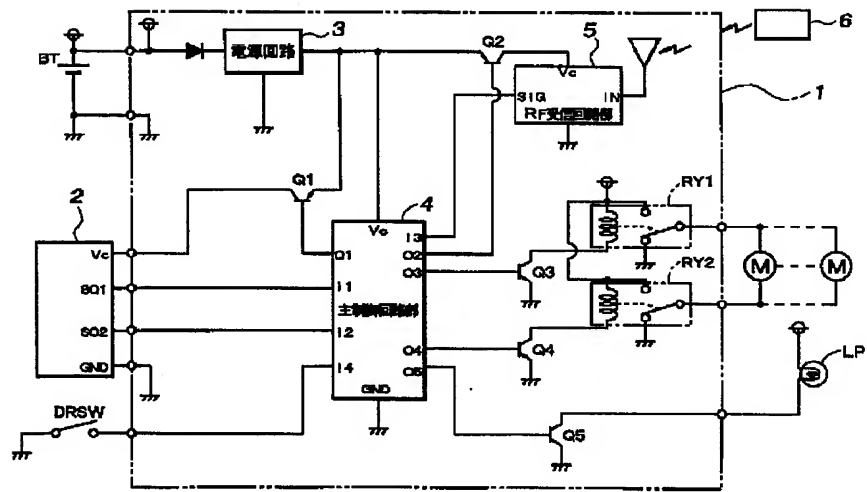 3
6
BT
電源回路
Q2
5
Vc
SIG
IN
RF受信回路部
1
Q1
2
4
RY1
Vc
Vc
I3
Q1
O2
O3
Q3
RY2
M
M
SO1
I1
主制御回路部
SO2
I2
O4
Q4
LP
GND
I4
O5
GND
DRSW
Q5